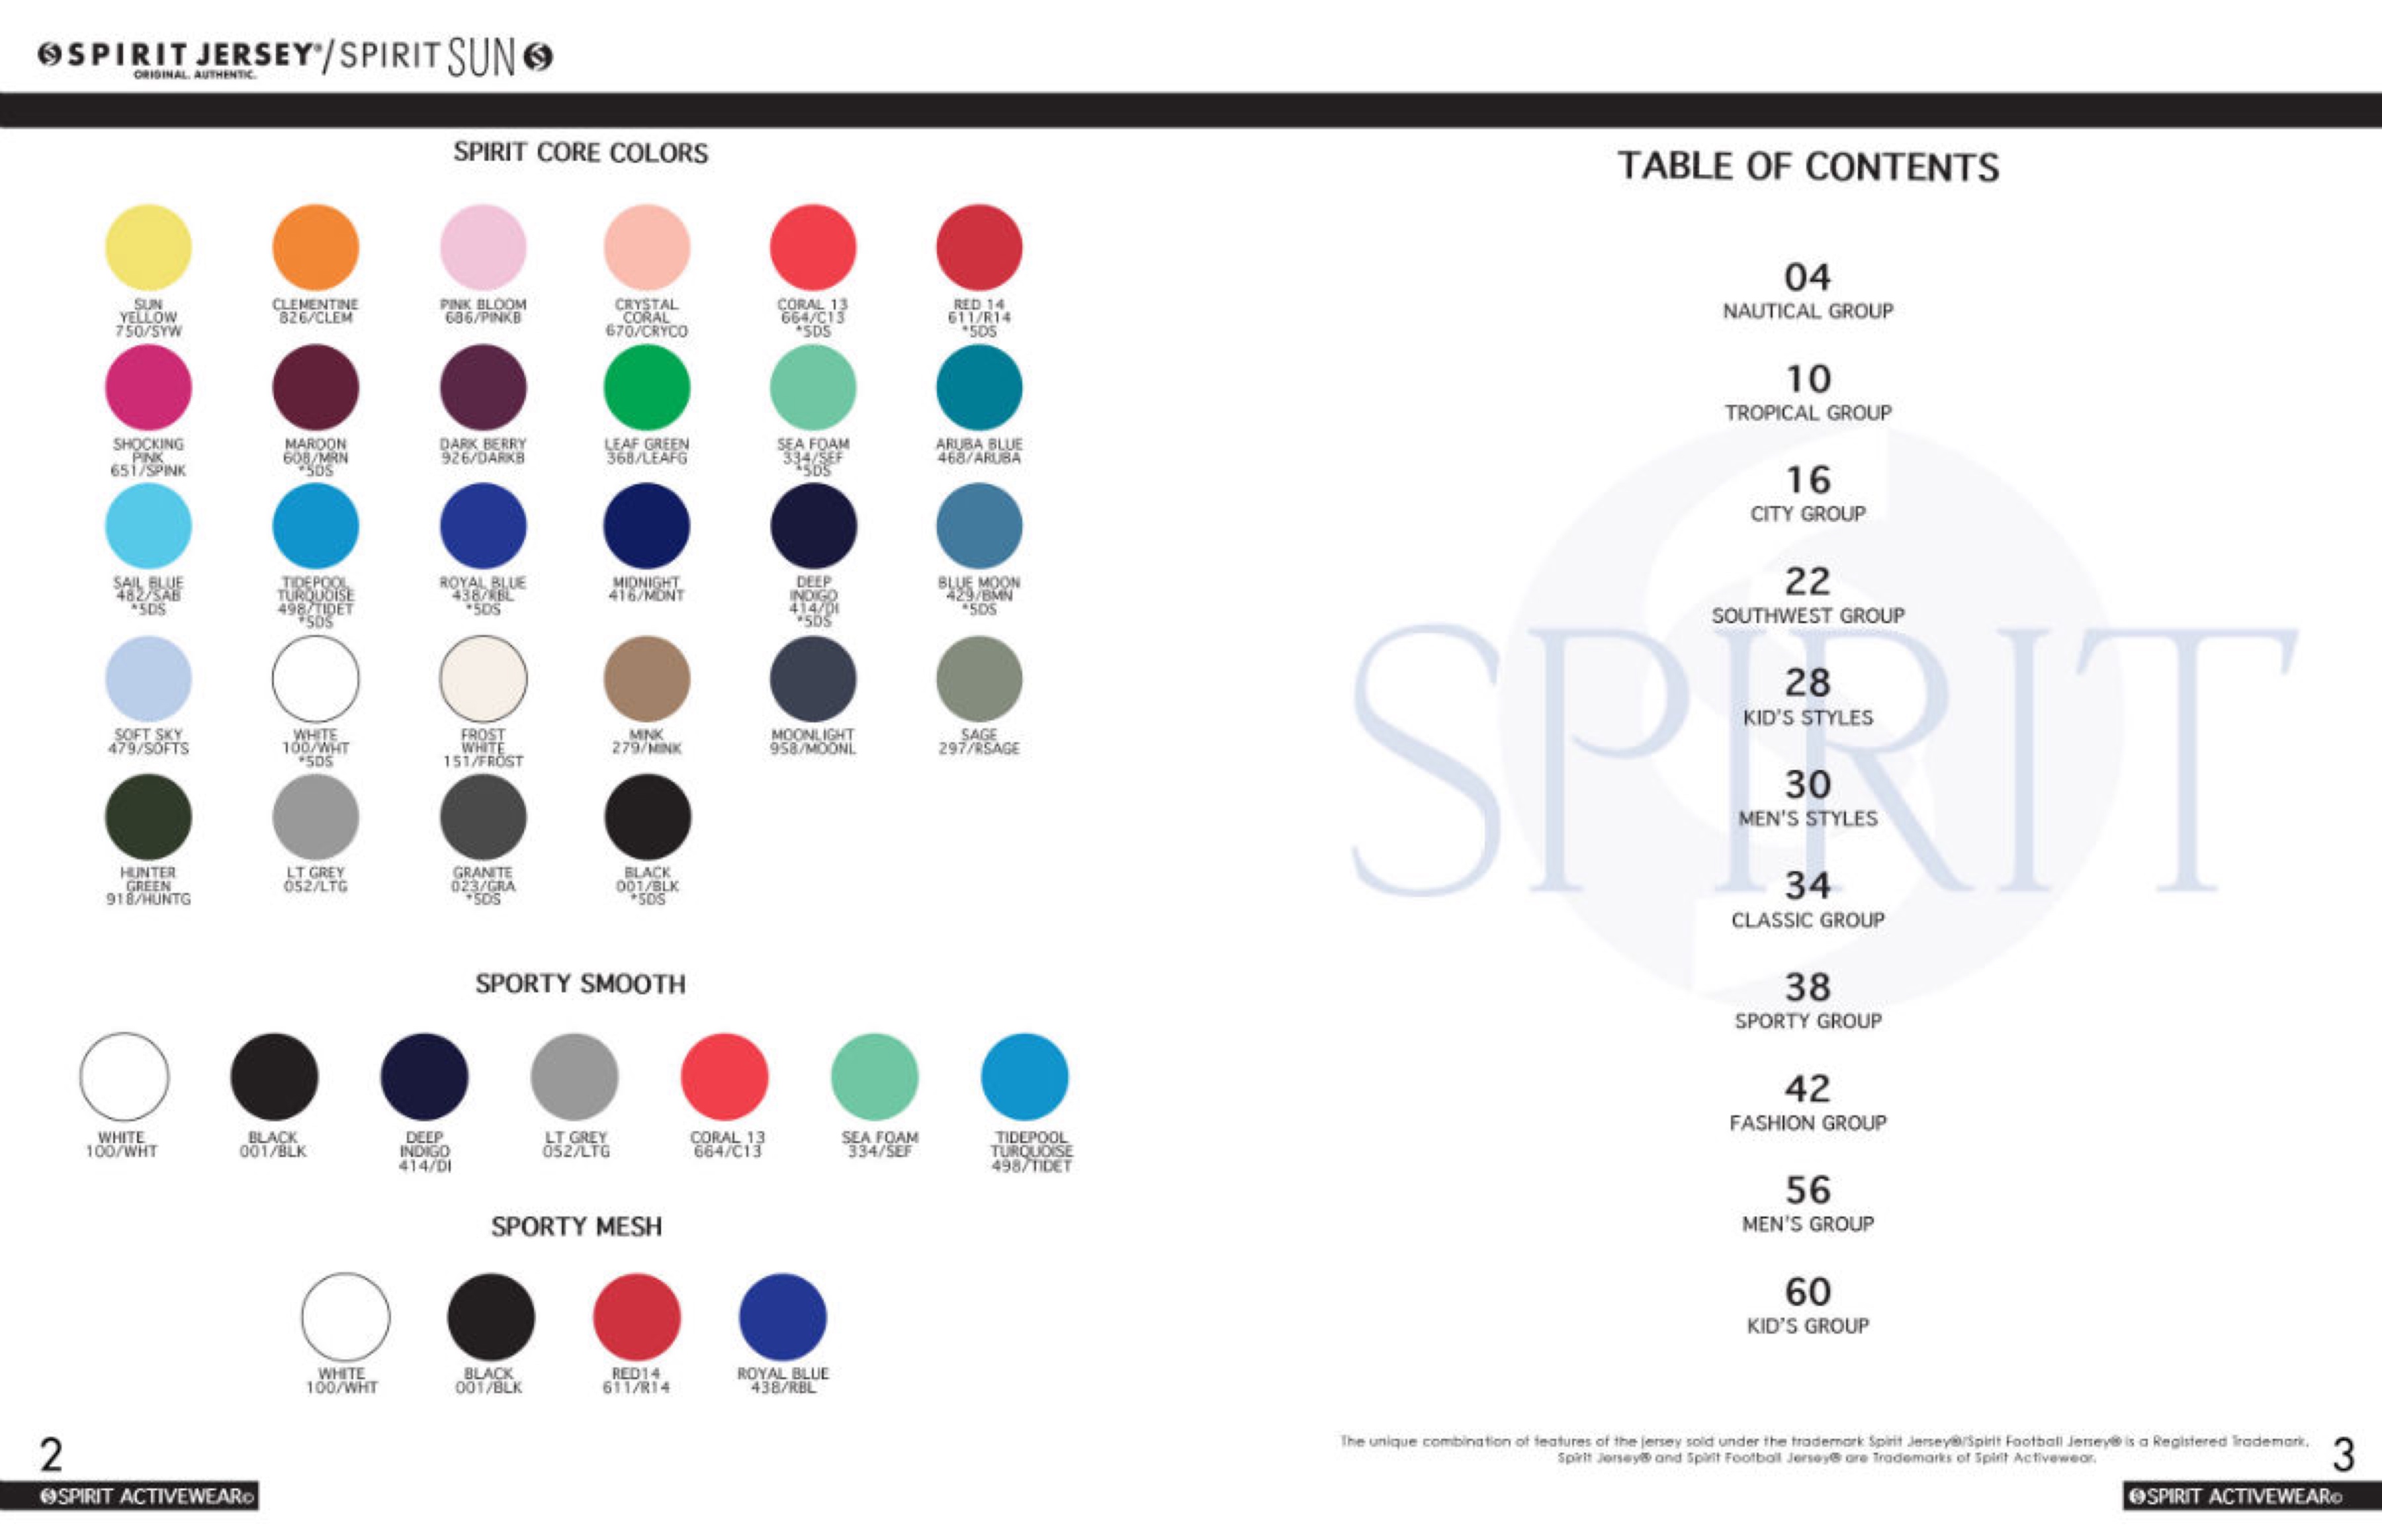 SPIRIT JERSEY®/SPIRIT SUN
ORIGINAL. AUTHENTIC.
SPIRIT CORE COLORS
SUN
YELLOW
750/SYW
CLEMENTINE
826/CLEM
PINK BLOOM
686/PINKB
CRYSTAL
CORAL
670/CRYCO
CORAL 13
664/C13
*SDS
RED 14
611/R14
*SDS
SHOCKING
PINK
651/SPINK
MAROON
608/MRN
*SDS
DARK BERRY
926/DARKB
LEAF GREEN
368/LEAFG
SEA FOAM
334/SEF
*SDS
ARUBA BLUE
468/ARUBA
SAIL BLUE
482/SAB
*SDS
TIDEPOOL
TURQUOISE
498/TIDET
*SDS
ROYAL BLUE
438/RBL
*SDS
MIDNIGHT
416/MDNT
DEEP
INDIGO
414/DI
*SDS
BLUE MOON
429/BMN
*SDS
SOFT SKY
479/SOFTS
WHITE
100/WHT
*SDS
FROST
WHITE
151/FROST
MINK
279/MINK
MOONLIGHT
958/MOONL
SAGE
297/RSAGE
HUNTER
GREEN
918/HUNTG
LT GREY
052/LTG
GRANITE
023/GRA
*SDS
BLACK
001/BLK
*SDS
SPORTY SMOOTH
WHITE
100/WHT
BLACK
001/BLK
DEEP
INDIGO
414/DI
LT GREY
052/LTG
CORAL 13
664/C13
SEA FOAM
334/SEF
TIDEPOOL
TURQUOISE
498/TIDET
SPORTY MESH
WHITE
100/WHT
BLACK
001/BLK
RED14
611/R14
ROYAL BLUE
438/RBL
2
SPIRIT ACTIVEWEAR©
TABLE OF CONTENTS
04
NAUTICAL GROUP
10
TROPICAL GROUP
16
CITY GROUP
22
SOUTHWEST GROUP
28
KID'S STYLES
30
MEN'S STYLES
34
CLASSIC GROUP
38
SPORTY GROUP
42
FASHION GROUP
56
MEN'S GROUP
60
KID'S GROUP
SPIRIT
The unique combination of features of the jersey sold under the trademark Spirit Jersey®/Spirit Football Jersey® is a Registered Trademark.
Spirit Jersey® and Spirit Football Jersey® are Trademarks of Spirit Activewear.
3
SPIRIT ACTIVEWEAR©